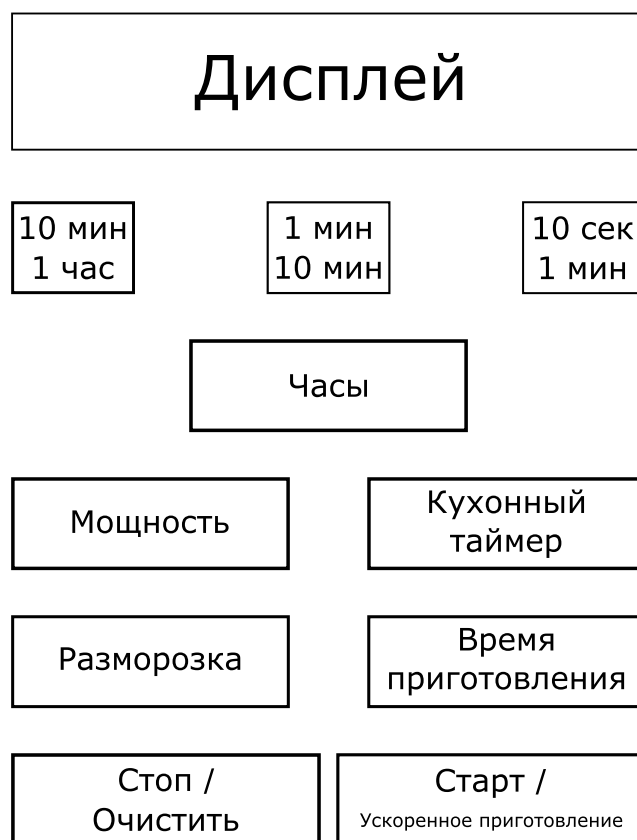 Дисплей
10 мин
1 час
1 мин
10 мин
10 сек
1 мин
Часы
Мощность
Кухонный
таймер
Разморозка
Время
приготовления
Стоп /
Очистить
Старт /
Ускоренное приготовление